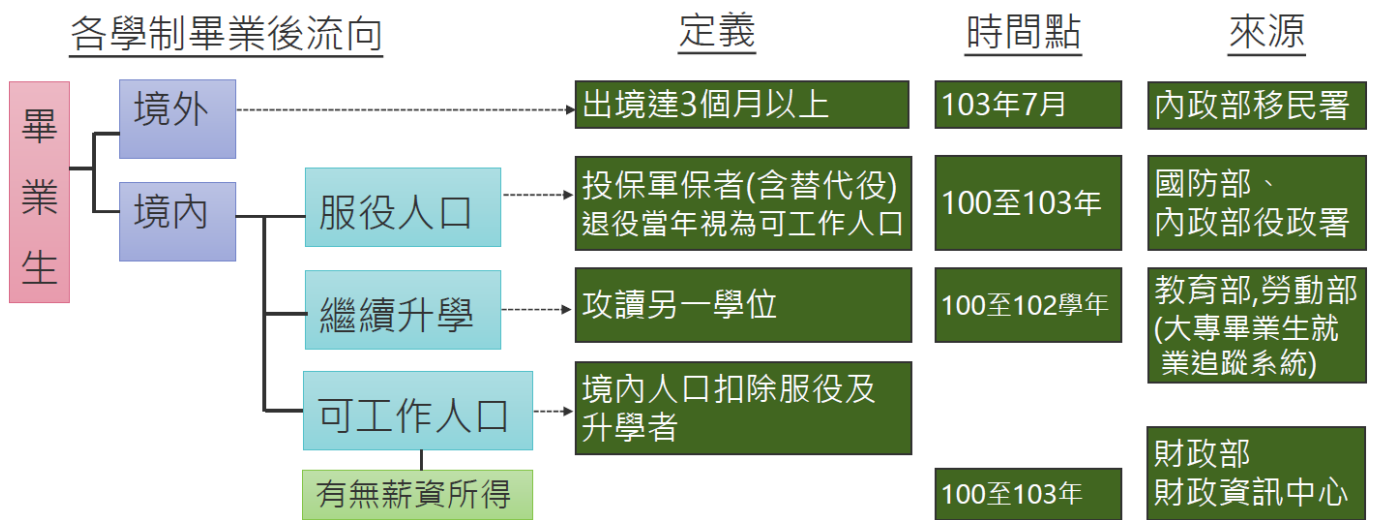 各學制畢業後流向
定義
時間點
來源
畢業生
境外
出境達3個月以上
103年7月
內政部移民署
境內
服役人口
投保軍保者(含替代役)
退役當年視為可工作人口
100至103年
國防部、
內政部役政署
繼續升學
攻讀另一學位
100至102學年
教育部,勞動部
(大專畢業生就
業追蹤系統)
可工作人口
境內人口扣除服役及
升學者
有無薪資所得
100至103年
財政部
財政資訊中心